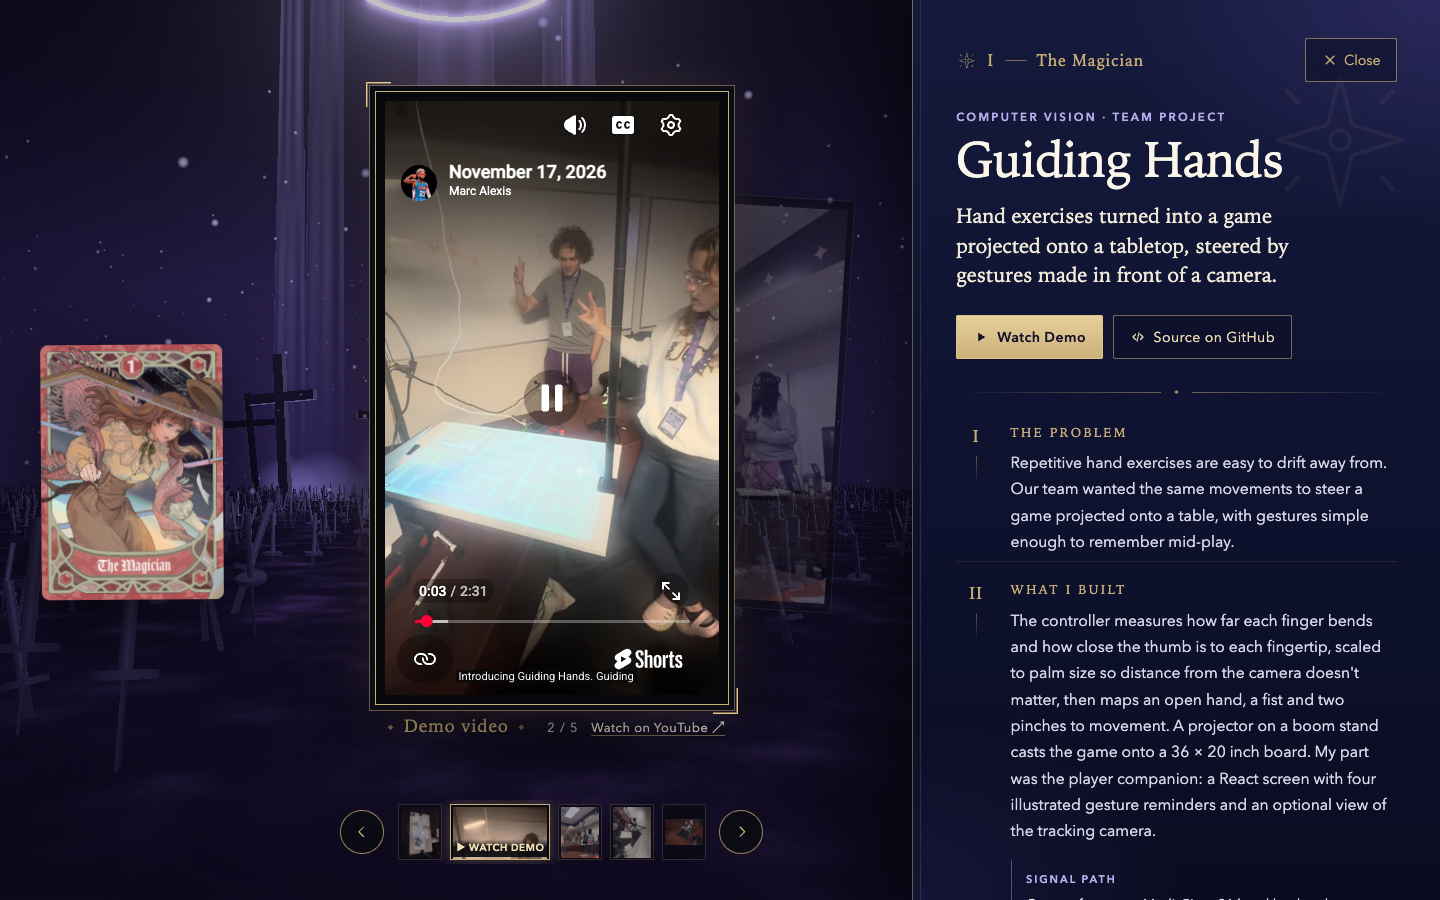 I — The Magician
× Close
COMPUTER VISION · TEAM PROJECT
Guiding Hands
Hand exercises turned into a game
projected onto a tabletop, steered by
gestures made in front of a camera.
Watch Demo
Source on GitHub
I
THE PROBLEM
Repetitive hand exercises are easy to drift away from.
Our team wanted the same movements to steer a
game projected onto a table, with gestures simple
enough to remember mid-play.
II
WHAT I BUILT
The controller measures how far each finger bends
and how close the thumb is to each fingertip, scaled
to palm size so distance from the camera doesn't
matter, then maps an open hand, a fist and two
pinches to movement. A projector on a boom stand
casts the game onto a 36 × 20 inch board. My part
was the player companion: a React screen with four
illustrated gesture reminders and an optional view of
the tracking camera.
SIGNAL PATH
CC
November 17, 2026
Marc Alexis
0:03 / 2:31
Shorts
Introducing Guiding Hands. Guiding
Demo video
2 / 5
Watch on YouTube
WATCH DEMO
1
The Magician